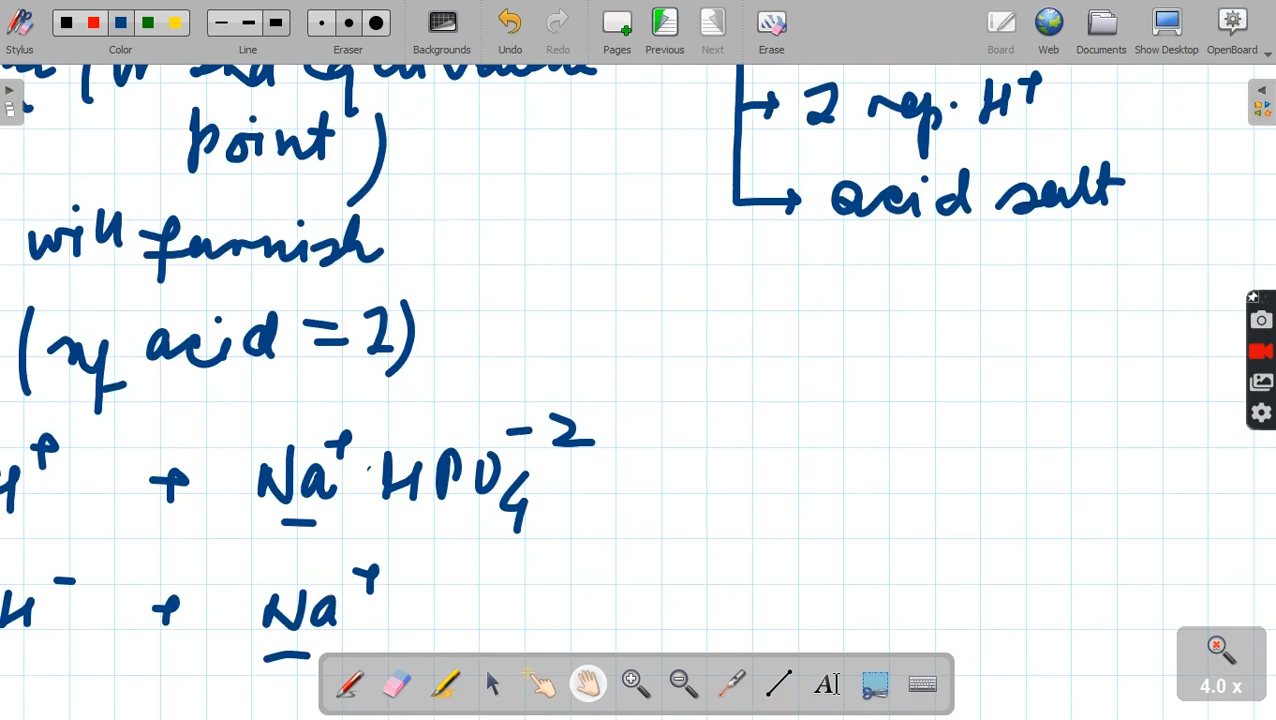 Stylus
Color
Line
Eraser
Backgrounds
Undo
Redo
Pages
Previous
Next
Erase
Board
Web
Documents
Show Desktop
OpenBoard
point)
will furnish
acid = 2)
H⁺ + Na⁺·HPO₄⁻²
H⁻ + Na⁺
→ 2 rep. H⁺
→ acid salt
4.0 x